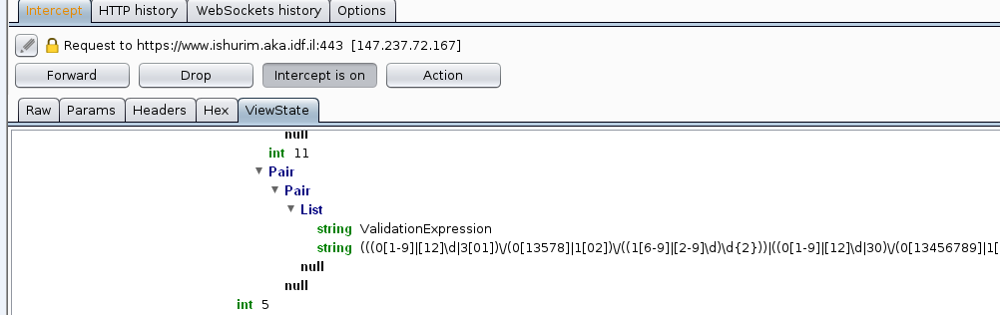 Intercept HTTP history WebSockets history Options
Request to https://www.ishurim.aka.idf.il:443 [147.237.72.167]
Forward Drop Intercept is on Action
Raw Params Headers Hex ViewState
null
int 11
Pair
Pair
List
string ValidationExpression
string (((0[1-9]|[12]\d|3[01])\/(0[13578]|1[02])\/((1[6-9]|[2-9]\d)\d{2}))|((0[1-9]|[12]\d|30)\/(0[13456789]|1[
null
null
int 5